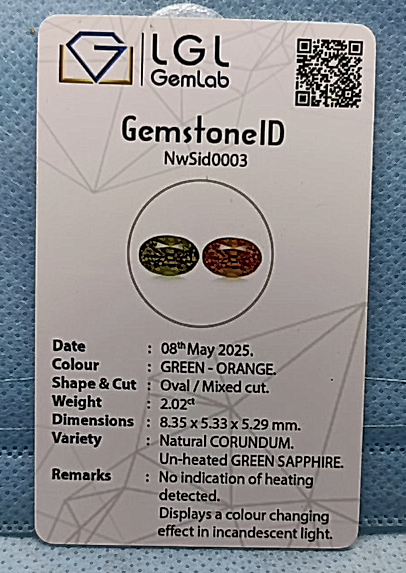 LGL
GemLab
GemstoneID
NwSid0003
Date : 08th May 2025.
Colour : GREEN - ORANGE.
Shape & Cut : Oval / Mixed cut.
Weight : 2.02ct
Dimensions : 8.35 x 5.33 x 5.29 mm.
Variety : Natural CORUNDUM.
Un-heated GREEN SAPPHIRE.
Remarks : No indication of heating
detected.
Displays a colour changing
effect in incandescent light.